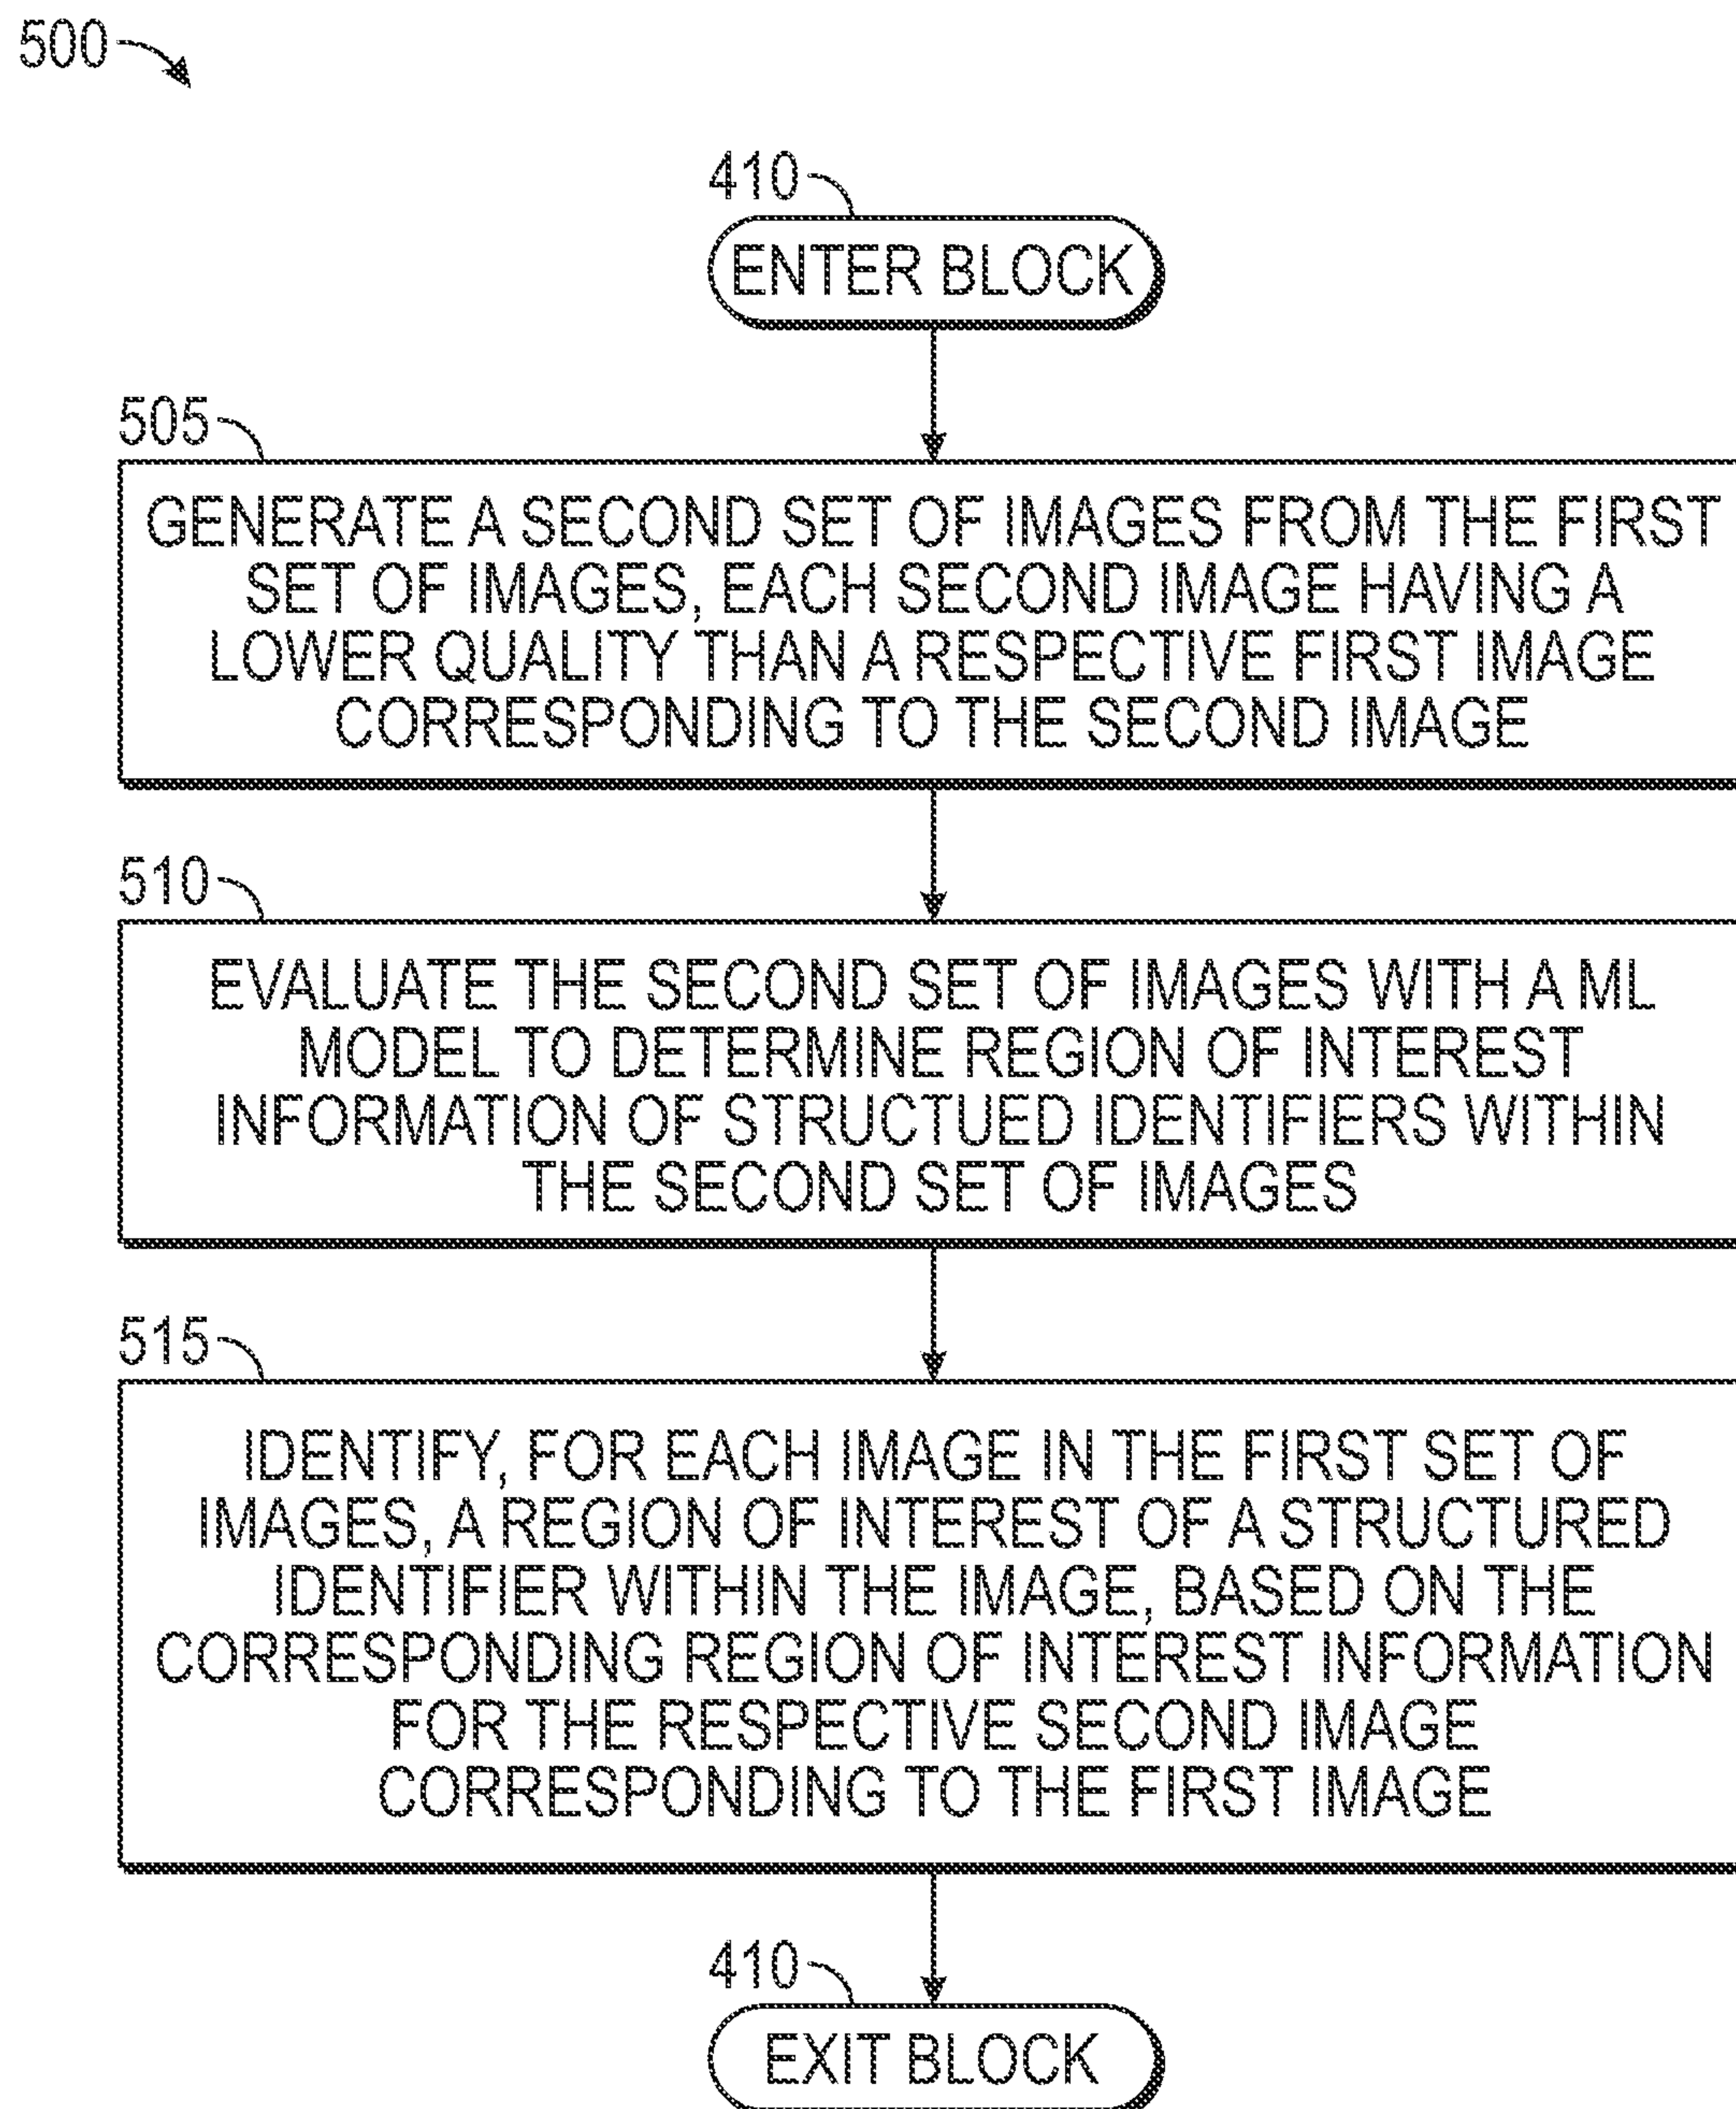 500
410
ENTER BLOCK
505
GENERATE A SECOND SET OF IMAGES FROM THE FIRST
SET OF IMAGES, EACH SECOND IMAGE HAVING A
LOWER QUALITY THAN A RESPECTIVE FIRST IMAGE
CORRESPONDING TO THE SECOND IMAGE
510
EVALUATE THE SECOND SET OF IMAGES WITH A ML
MODEL TO DETERMINE REGION OF INTEREST
INFORMATION OF STRUCTUED IDENTIFIERS WITHIN
THE SECOND SET OF IMAGES
515
IDENTIFY, FOR EACH IMAGE IN THE FIRST SET OF
IMAGES, A REGION OF INTEREST OF A STRUCTURED
IDENTIFIER WITHIN THE IMAGE, BASED ON THE
CORRESPONDING REGION OF INTEREST INFORMATION
FOR THE RESPECTIVE SECOND IMAGE
CORRESPONDING TO THE FIRST IMAGE
410
EXIT BLOCK